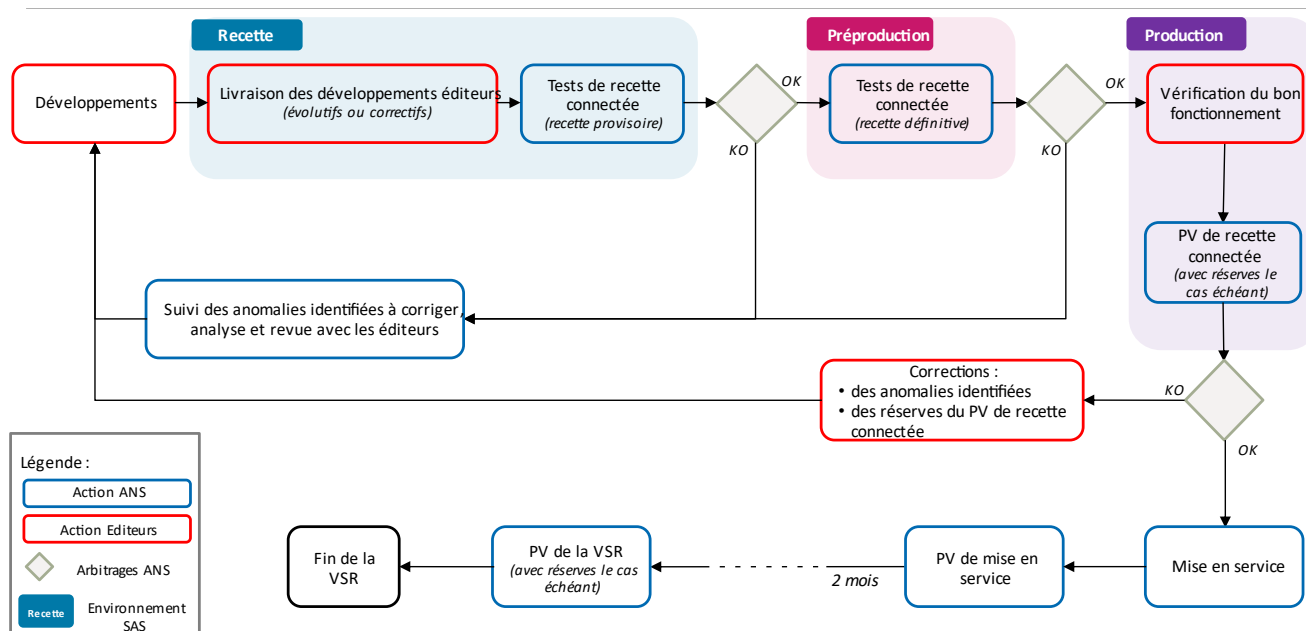 Recette
Préproduction
Production
Développements
Livraison des développements éditeurs
(évolutifs ou correctifs)
Tests de recette
connectée
(recette provisoire)
OK
KO
Tests de recette
connectée
(recette définitive)
OK
KO
Vérification du bon
fonctionnement
PV de recette
connectée
(avec réserves le
cas échéant)
Suivi des anomalies identifiées à corriger,
analyse et revue avec les éditeurs
Corrections :
• des anomalies identifiées
• des réserves du PV de recette
connectée
KO
OK
Légende :
Action ANS
Action Editeurs
Arbitrages ANS
Recette
Environnement
SAS
Fin de la
VSR
PV de la VSR
(avec réserves le cas
échéant)
2 mois
PV de mise en
service
Mise en service